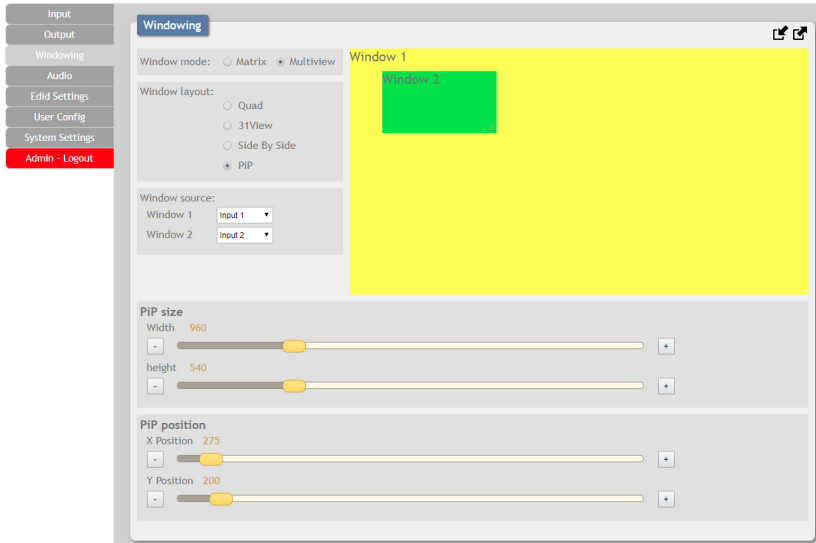 Input
Output
Windowing
Audio
Edid Settings
User Config
System Settings
Admin - Logout
Windowing
Window mode: Matrix Multiview
Window layout:
Quad
31View
Side By Side
PiP
Window source:
Window 1 Input 1
Window 2 Input 2
Window 1
Window 2
PiP size
Width 960
- +
height 540
- +
PiP position
X Position 275
- +
Y Position 200
- +